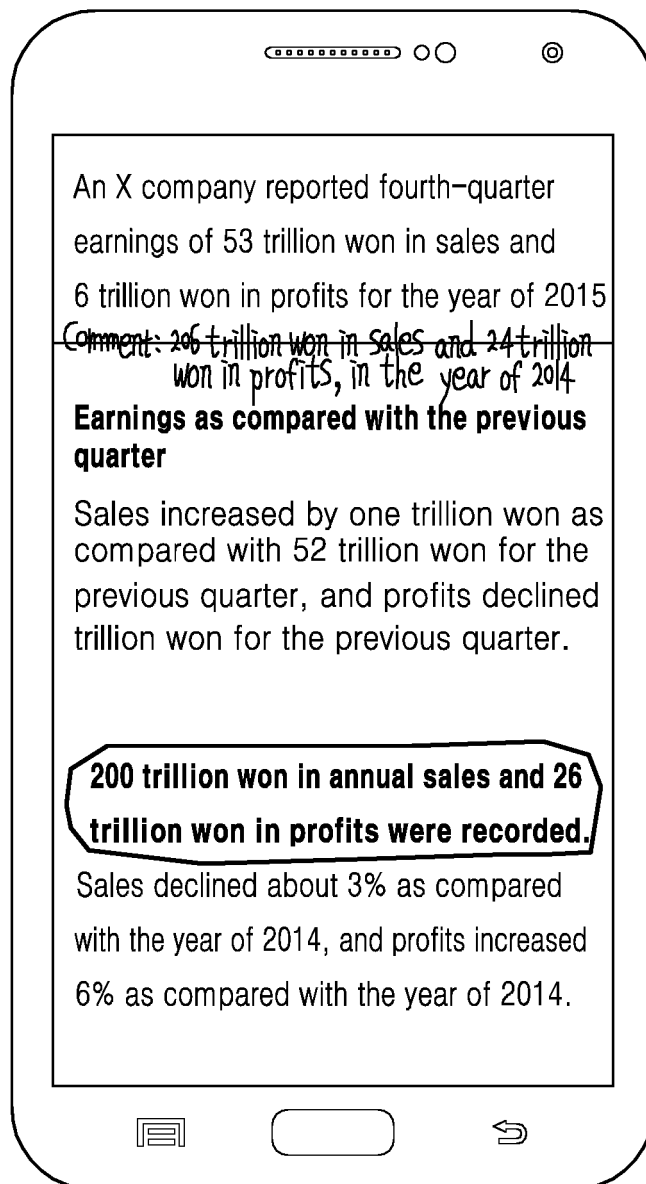 An X company reported fourth-quarter
earnings of 53 trillion won in sales and
6 trillion won in profits for the year of 2015
Comment: 206 trillion won in sales and 24 trillion
won in profits, in the year of 2014
Earnings as compared with the previous
quarter
Sales increased by one trillion won as
compared with 52 trillion won for the
previous quarter, and profits declined
trillion won for the previous quarter.
200 trillion won in annual sales and 26
trillion won in profits were recorded.
Sales declined about 3% as compared
with the year of 2014, and profits increased
6% as compared with the year of 2014.